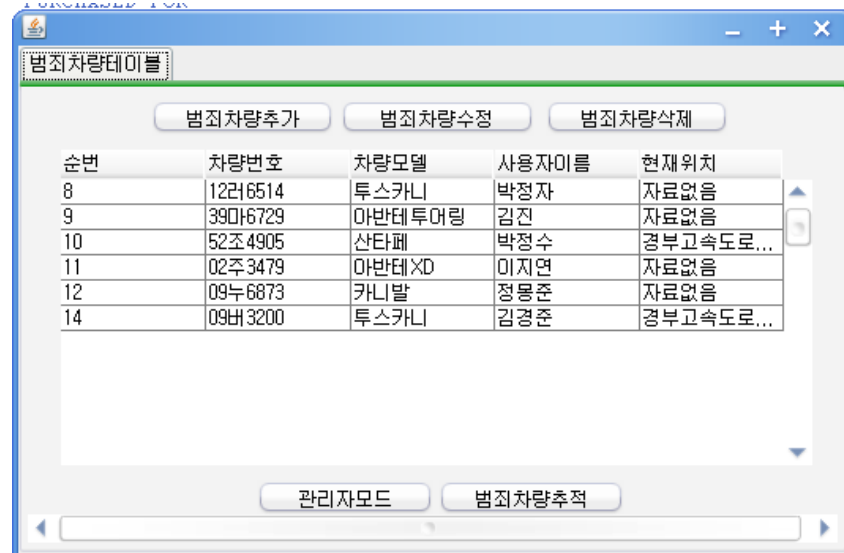 범죄차량테이블
범죄차량추가 범죄차량수정 범죄차량삭제
순번 차량번호 차량모델 사용자이름 현재위치
8 12러6514 투스카니 박정자 자료없음
9 39마6729 아반테투어링 김진 자료없음
10 52조4905 산타페 박정수 경부고속도로...
11 02주3479 아반테XD 이지연 자료없음
12 09누6873 카니발 정몽준 자료없음
14 09버3200 투스카니 김경준 경부고속도로...
관리자모드 범죄차량추적